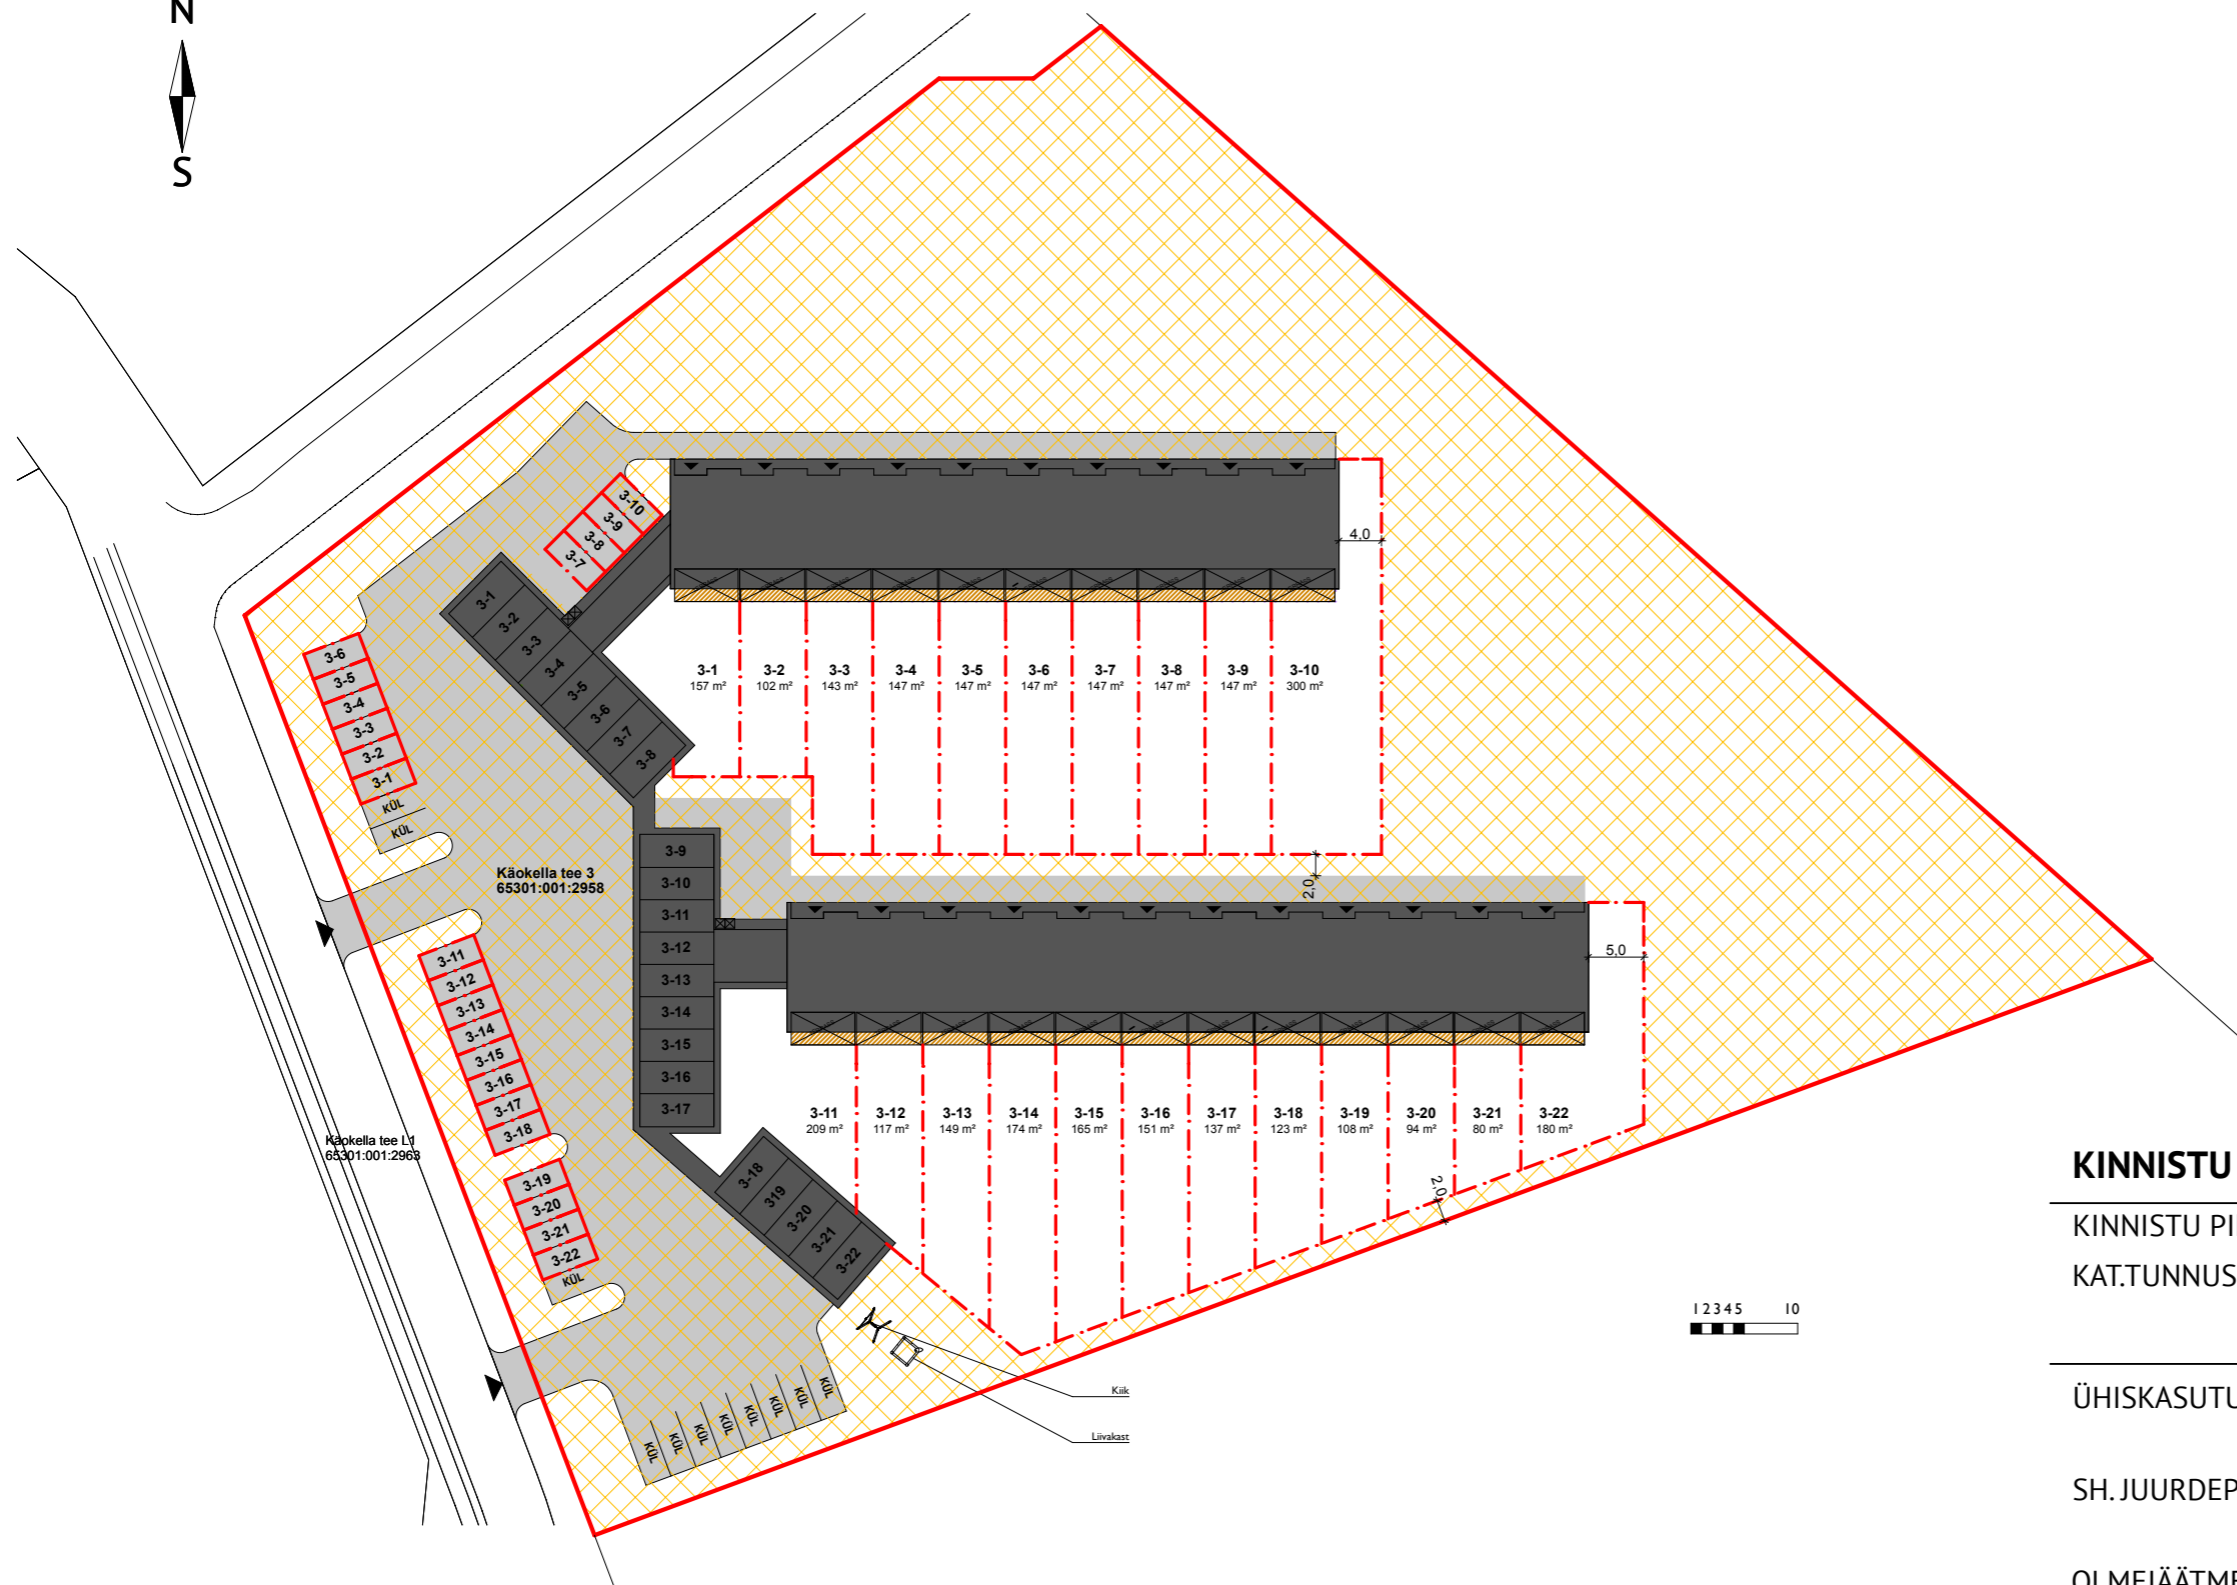 N
S
3-10
3-9
3-8
3-7
3-1
3-2
3-3
3-4
3-5
3-6
3-7
3-8
3-6
3-5
3-4
3-3
3-2
3-1
KÜL
KÜL
4,0
3-1
157 m²
3-2
102 m²
3-3
143 m²
3-4
147 m²
3-5
147 m²
3-6
147 m²
3-7
147 m²
3-8
147 m²
3-9
147 m²
3-10
300 m²
Käokella tee 3
65301:001:2958
3-9
3-10
3-11
3-12
3-13
3-14
3-15
3-16
3-17
2,0
5,0
3-11
3-12
3-13
3-14
3-15
3-16
3-17
3-18
3-19
3-20
3-21
3-22
KÜL
Käokella tee L1
65301:001:2963
3-18
319
3-20
3-21
3-22
3-11
209 m²
3-12
117 m²
3-13
149 m²
3-14
174 m²
3-15
165 m²
3-16
151 m²
3-17
137 m²
3-18
123 m²
3-19
108 m²
3-20
94 m²
3-21
80 m²
3-22
180 m²
2,0
KÜL
KÜL
KÜL
KÜL
KÜL
KÜL
KÜL
KÜL
Kiik
Liivakast
1 2 3 4 5 10
KINNISTU
KINNISTU PI
KAT.TUNNUS
ÜHISKASUTU
SH. JUURDEP
OLMEJÄÄTME